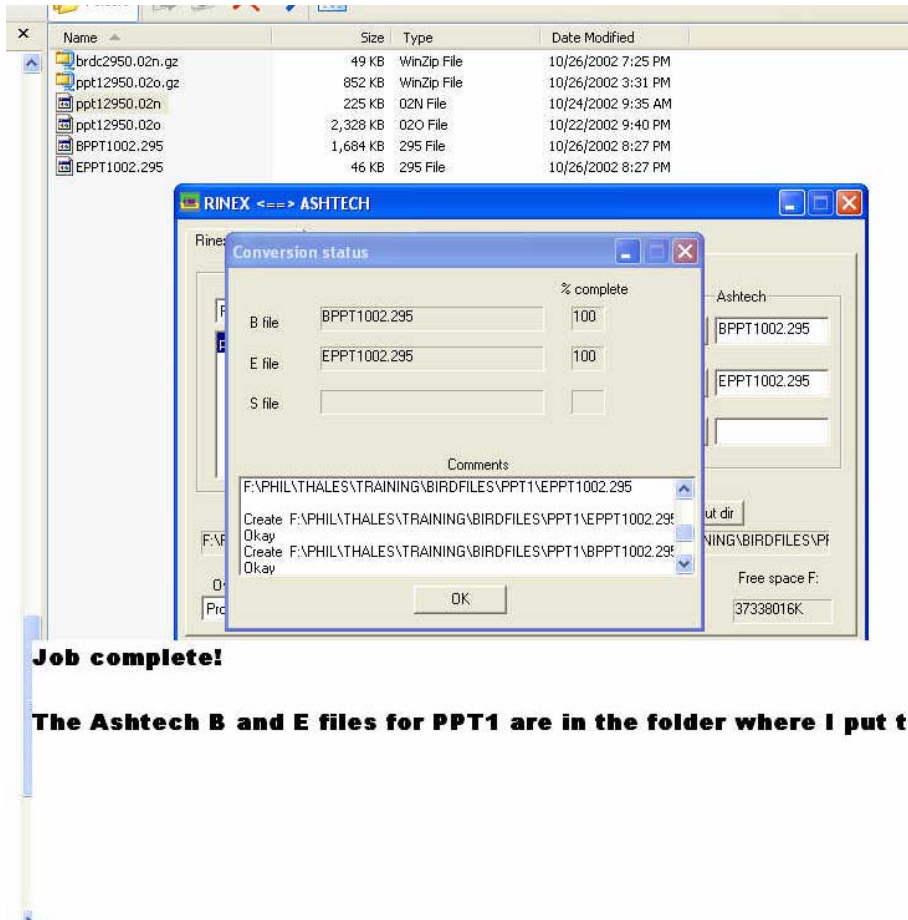 Name Size Type Date Modified
brdc2950.02n.gz 49 KB WinZip File 10/26/2002 7:25 PM
ppt12950.02o.gz 852 KB WinZip File 10/26/2002 3:31 PM
ppt12950.02n 225 KB 02N File 10/24/2002 9:35 AM
ppt12950.02o 2,328 KB 02O File 10/22/2002 9:40 PM
BPPT1002.295 1,684 KB 295 File 10/26/2002 8:27 PM
EPPT1002.295 46 KB 295 File 10/26/2002 8:27 PM
RINEX <==> ASHTECH
Conversion status
% complete
B file BPPT1002.295 100
E file EPPT1002.295 100
S file
Comments
F:\PHIL\THALES\TRAINING\BIRDFILES\PPT1\EPPT1002.295
Create F:\PHIL\THALES\TRAINING\BIRDFILES\PPT1\EPPT1002.295
Okay
Create F:\PHIL\THALES\TRAINING\BIRDFILES\PPT1\BPPT1002.295
Okay
OK
Ashtech
BPPT1002.295
EPPT1002.295
ut dir
NING\BIRDFILES\PF
Free space F:
37338016K
Job complete!
The Ashtech B and E files for PPT1 are in the folder where I put t